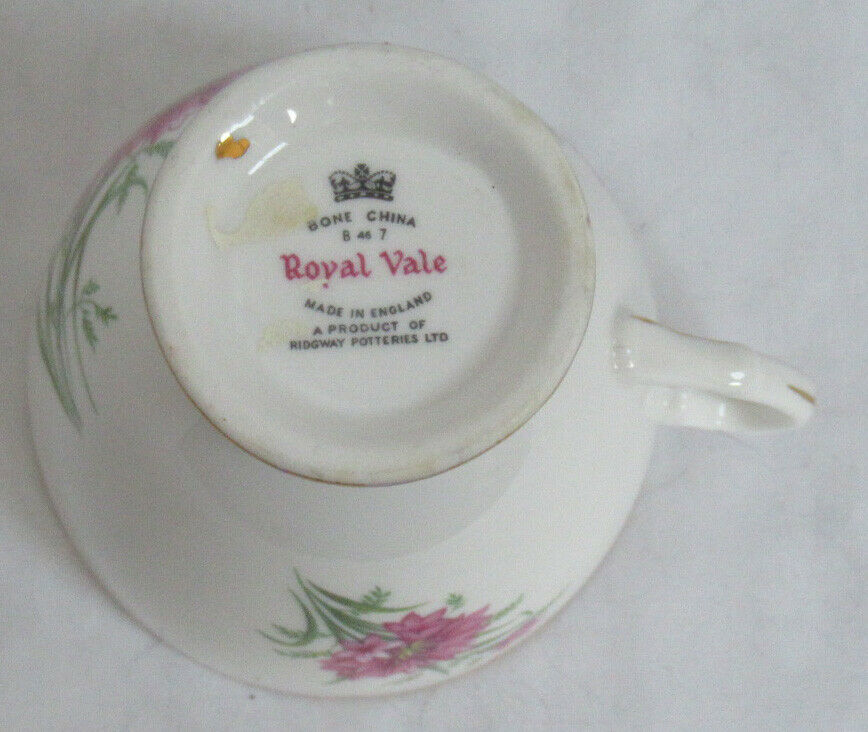 BONE CHINA
B 46 7
Royal Vale
MADE IN ENGLAND
A PRODUCT OF
RIDGWAY POTTERIES LTD